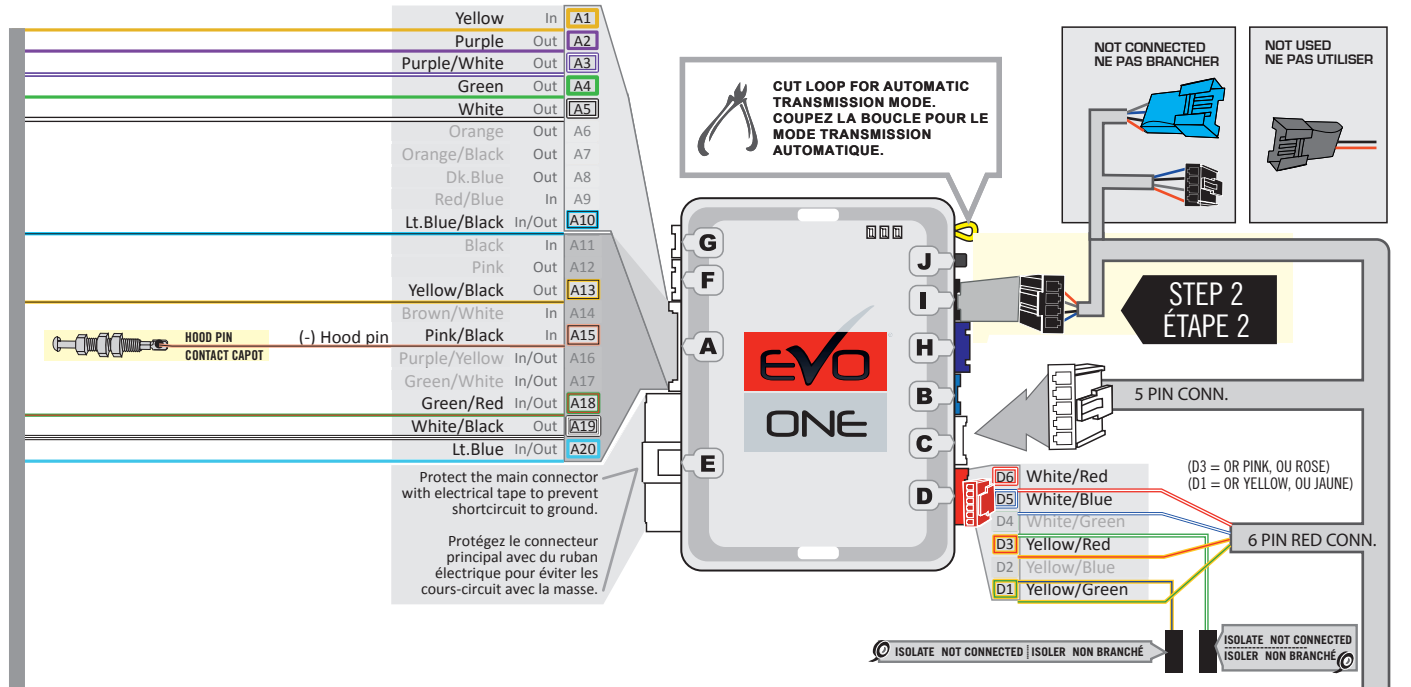 Yellow In A1
Purple Out A2
Purple/White Out A3
Green Out A4
White Out A5
Orange Out A6
Orange/Black Out A7
Dk.Blue Out A8
Red/Blue In A9
Lt.Blue/Black In/Out A10
Black In A11
Pink Out A12
Yellow/Black Out A13
Brown/White In A14
HOOD PIN
CONTACT CAPOT
(-) Hood pin Pink/Black In A15
Purple/Yellow In/Out A16
Green/White In/Out A17
Green/Red In/Out A18
White/Black Out A19
Lt.Blue In/Out A20
Protect the main connector
with electrical tape to prevent
shortcircuit to ground.
Protégez le connecteur
principal avec du ruban
électrique pour éviter les
cours-circuit avec la masse.
CUT LOOP FOR AUTOMATIC
TRANSMISSION MODE.
COUPEZ LA BOUCLE POUR LE
MODE TRANSMISSION
AUTOMATIQUE.
G
F
A
E
EVO
ONE
J
I
H
B
C
D
NOT CONNECTED
NE PAS BRANCHER
NOT USED
NE PAS UTILISER
STEP 2
ÉTAPE 2
5 PIN CONN.
D6 White/Red
D5 White/Blue
D4 White/Green
D3 Yellow/Red
D2 Yellow/Blue
D1 Yellow/Green
(D3 = OR PINK, OU ROSE)
(D1 = OR YELLOW, OU JAUNE)
6 PIN RED CONN.
ISOLATE NOT CONNECTED | ISOLER NON BRANCHÉ
ISOLATE NOT CONNECTED
ISOLER NON BRANCHÉ